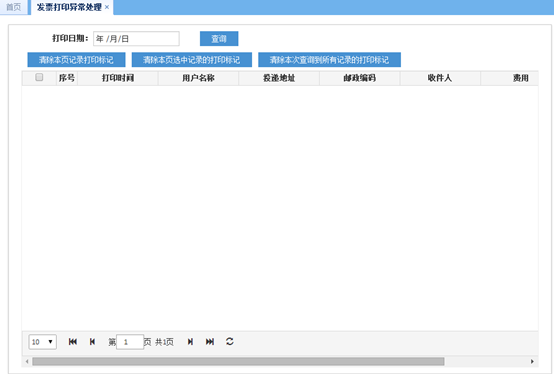 首页 发票打印异常处理 ×
打印日期： 年 /月/日 查询
清除本页记录打印标记 清除本页选中记录的打印标记 清除本次查询到所有记录的打印标记
序号 打印时间 用户名称 投递地址 邮政编码 收件人 费用
10 第 1 页 共1页